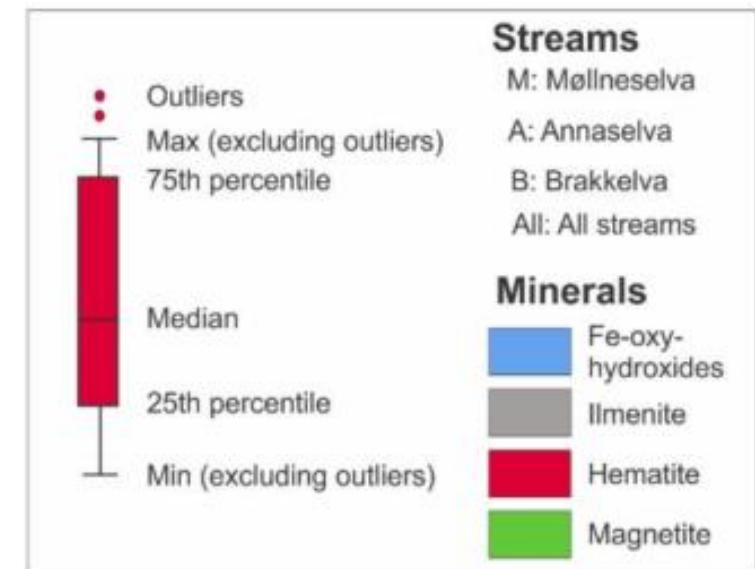 Outliers
Max (excluding outliers)
75th percentile
Median
25th percentile
Min (excluding outliers)
Streams
M: Møllneselva
A: Annaselva
B: Brakkelva
All: All streams
Minerals
Fe-oxy-
hydroxides
Ilmenite
Hematite
Magnetite